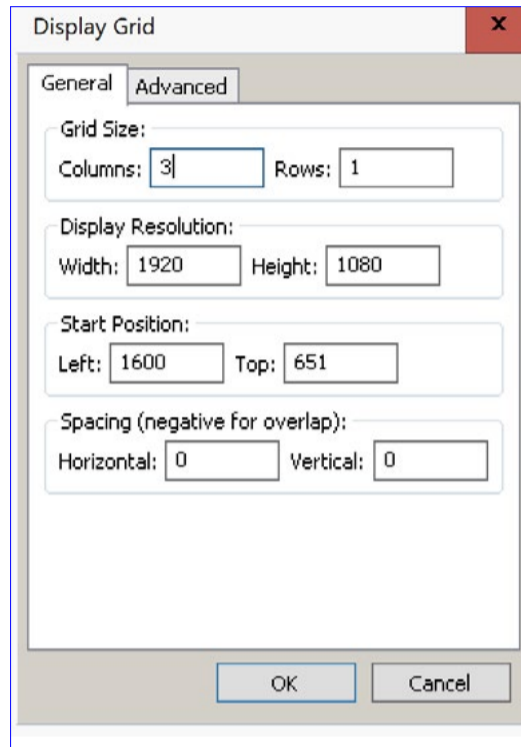 Display Grid x
General Advanced
Grid Size:
Columns: 3 Rows: 1
Display Resolution:
Width: 1920 Height: 1080
Start Position:
Left: 1600 Top: 651
Spacing (negative for overlap):
Horizontal: 0 Vertical: 0
OK Cancel